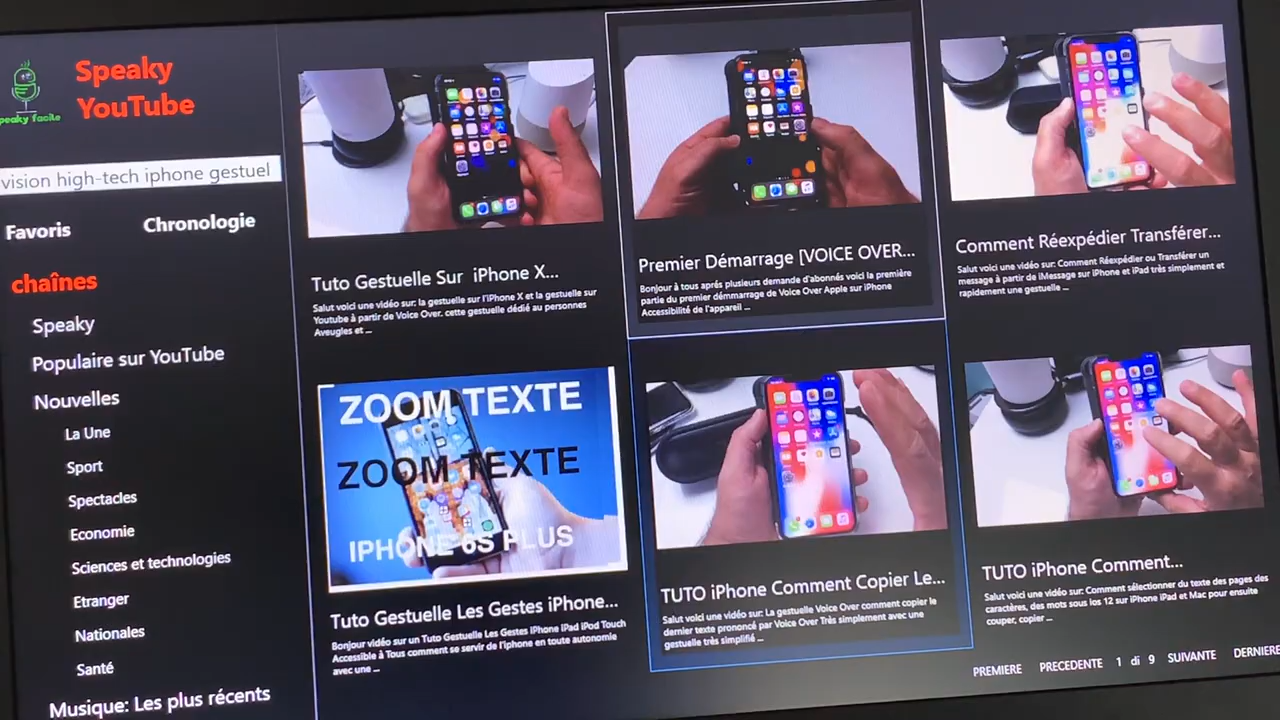 Speaky
YouTube
peaky facile
vision high-tech iphone gestuel
Favoris
Chronologie
chaînes
Speaky
Populaire sur YouTube
Nouvelles
La Une
Sport
Spectacles
Economie
Sciences et technologies
Etranger
Nationales
Santé
Musique: Les plus récents
Tuto Gestuelle Sur iPhone X...
Salut voici une vidéo sur: la gestuelle sur l'iPhone X et la gestuelle sur
Youtube à partir de Voice Over. cette gestuelle dédié au personnes
Aveugles et ...
Premier Démarrage [VOICE OVER...
Bonjour à tous aprés plusieurs demande d'abonnés voici la première
partie du premier démmarrage de Voice Over Apple sur iPhone
Accessibilité de l'appareil ...
Comment Réexpédier Transférer...
Salut voici une vidéo sur: Comment Réexpédier ou Transférer un
message à partir de iMessage sur iPhone et iPad très simplement et
rapidement une gestuelle ...
ZOOM TEXTE
ZOOM TEXTE
IPHONE 6S PLUS
Tuto Gestuelle Les Gestes iPhone...
Bonjour vidéo sur un Tuto Gestuelle Les Gestes iPhone iPad iPod Touch
Accessible à Tous comment se servir de l'iphone en toute autonomie
avec une ...
TUTO iPhone Comment Copier Le...
Salut voici une vidéo sur: La gestuelle Voice Over comment copier le
dernier texte prononcé par Voice Over Très simplement avec une
gestuelle très simplifié ...
TUTO iPhone Comment...
Salut voici une vidéo sur: Comment sélectionner du texte des pages des
caractères, des mots sous ios 12 sur iPhone iPad et Mac pour ensuite
couper, copier ...
PREMIERE PRECEDENTE 1 di 9 SUIVANTE DERNIERE